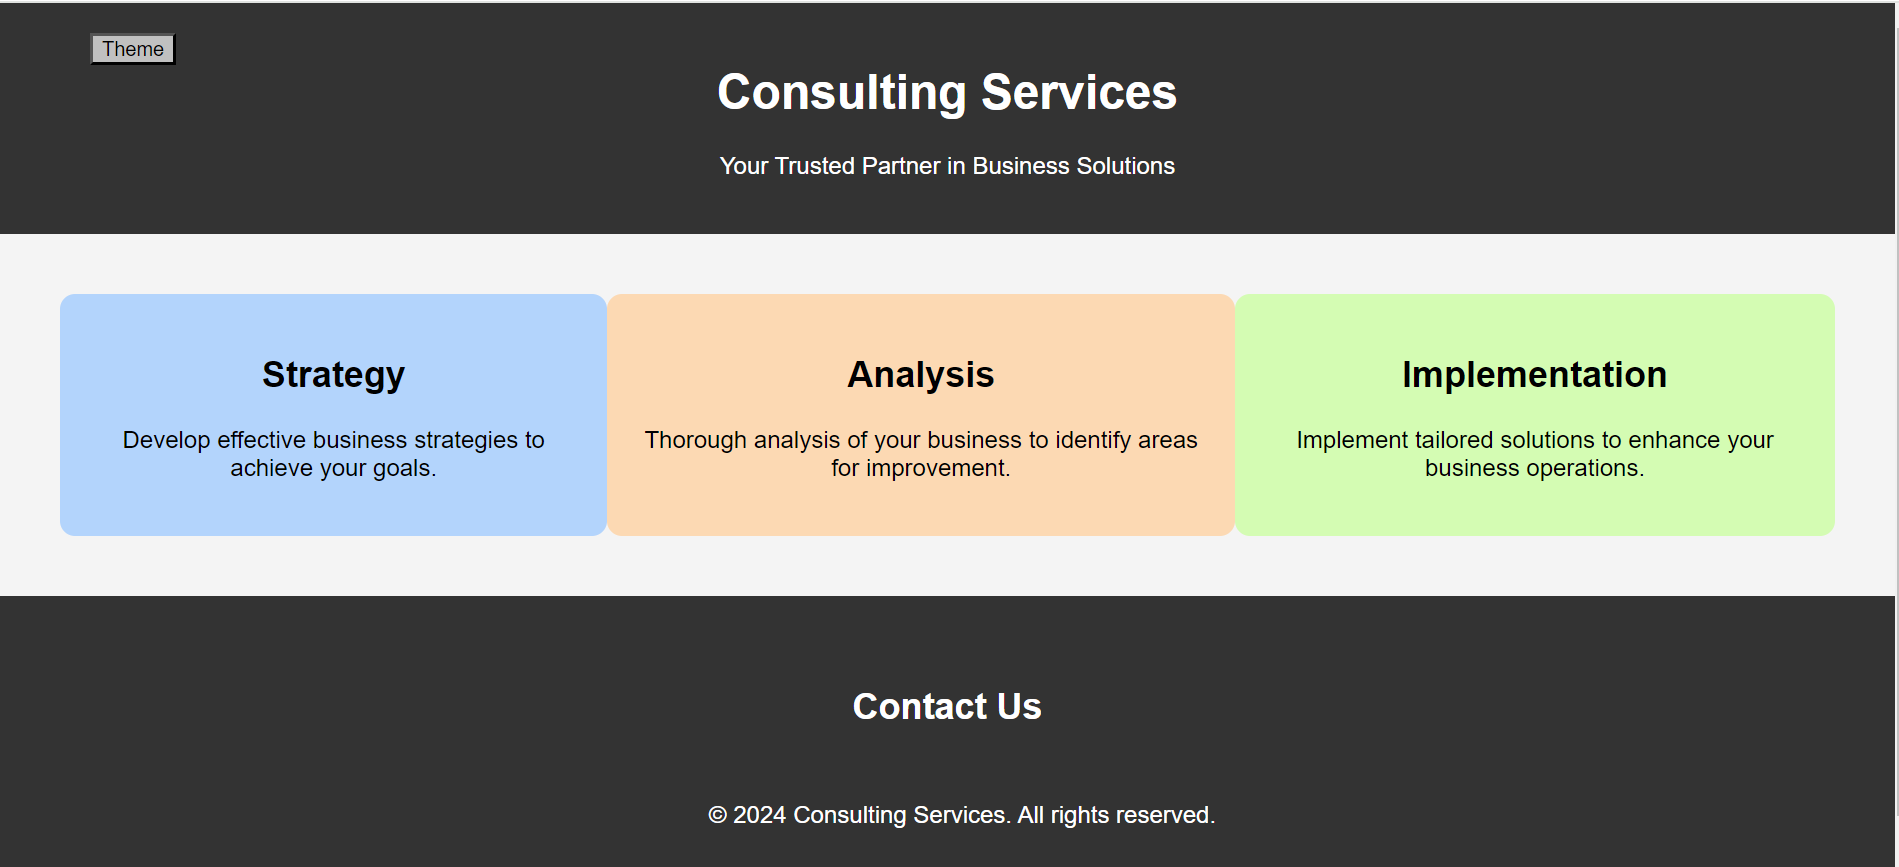 Theme
Consulting Services
Your Trusted Partner in Business Solutions
Strategy
Develop effective business strategies to
achieve your goals.
Analysis
Thorough analysis of your business to identify areas
for improvement.
Implementation
Implement tailored solutions to enhance your
business operations.
Contact Us
© 2024 Consulting Services. All rights reserved.